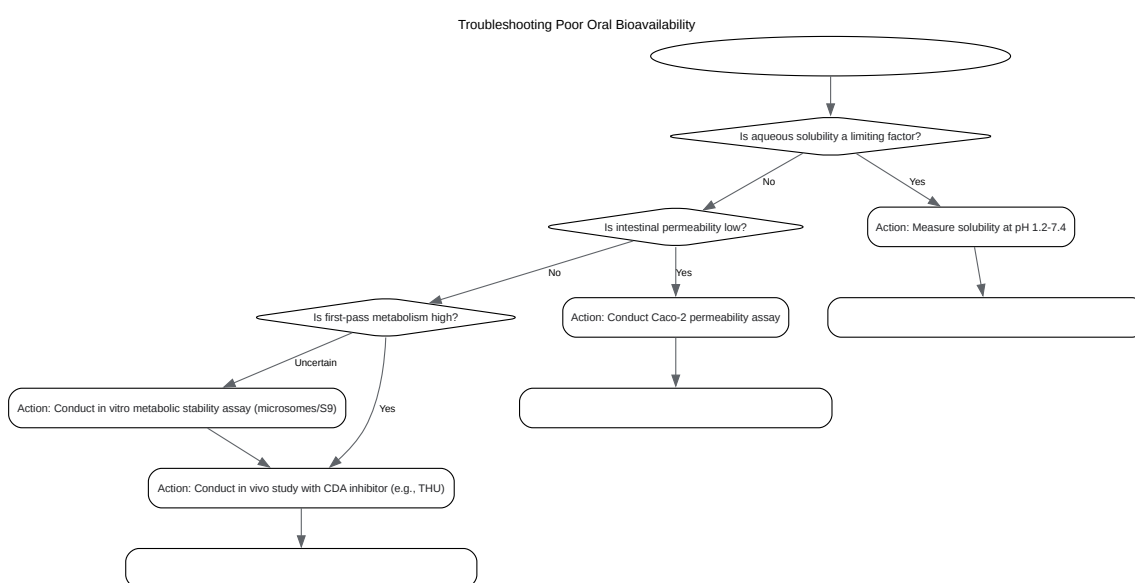 Troubleshooting Poor Oral Bioavailability
Is aqueous solubility a limiting factor?
No
Yes
Is intestinal permeability low?
Action: Measure solubility at pH 1.2-7.4
No
Yes
Is first-pass metabolism high?
Action: Conduct Caco-2 permeability assay
Uncertain
Yes
Action: Conduct in vitro metabolic stability assay (microsomes/S9)
Action: Conduct in vivo study with CDA inhibitor (e.g., THU)